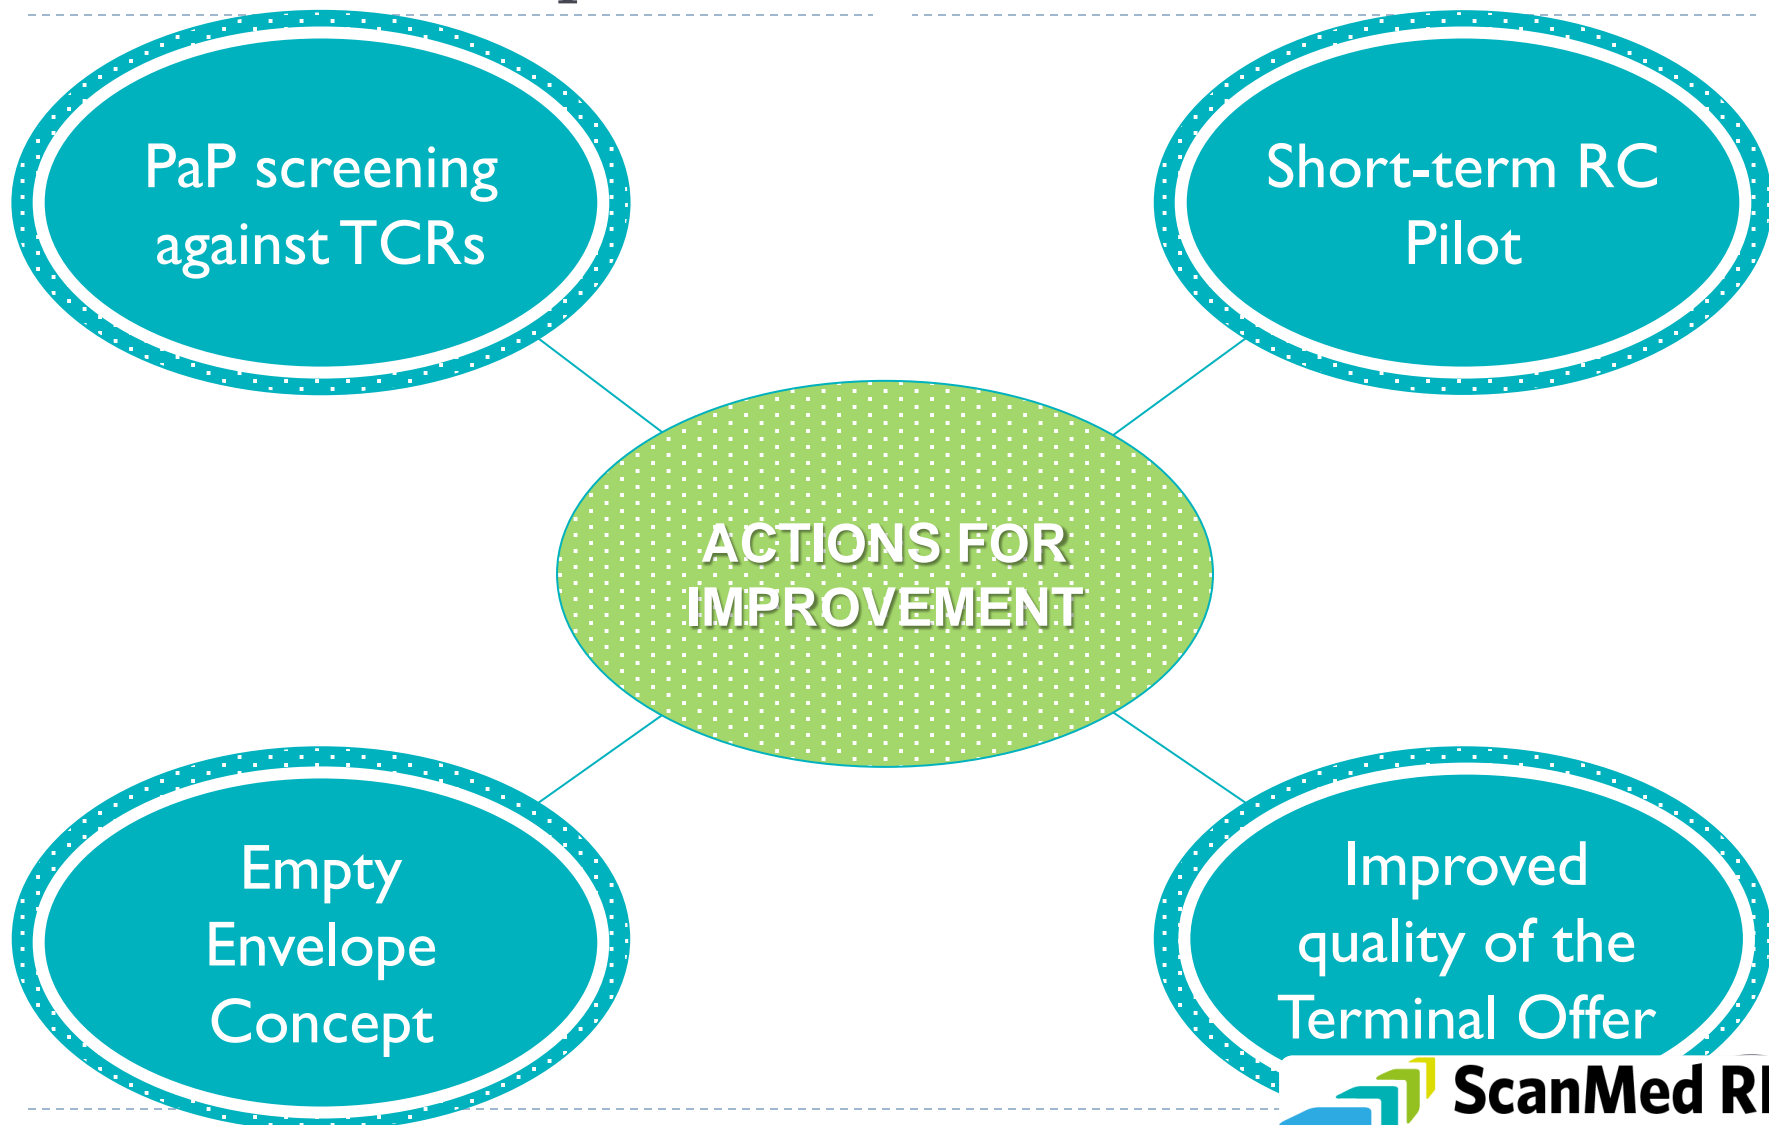 PaP screening
against TCRs
Short-term RC
Pilot
ACTIONS FOR
IMPROVEMENT
Empty
Envelope
Concept
Improved
quality of the
Terminal Offer
ScanMed